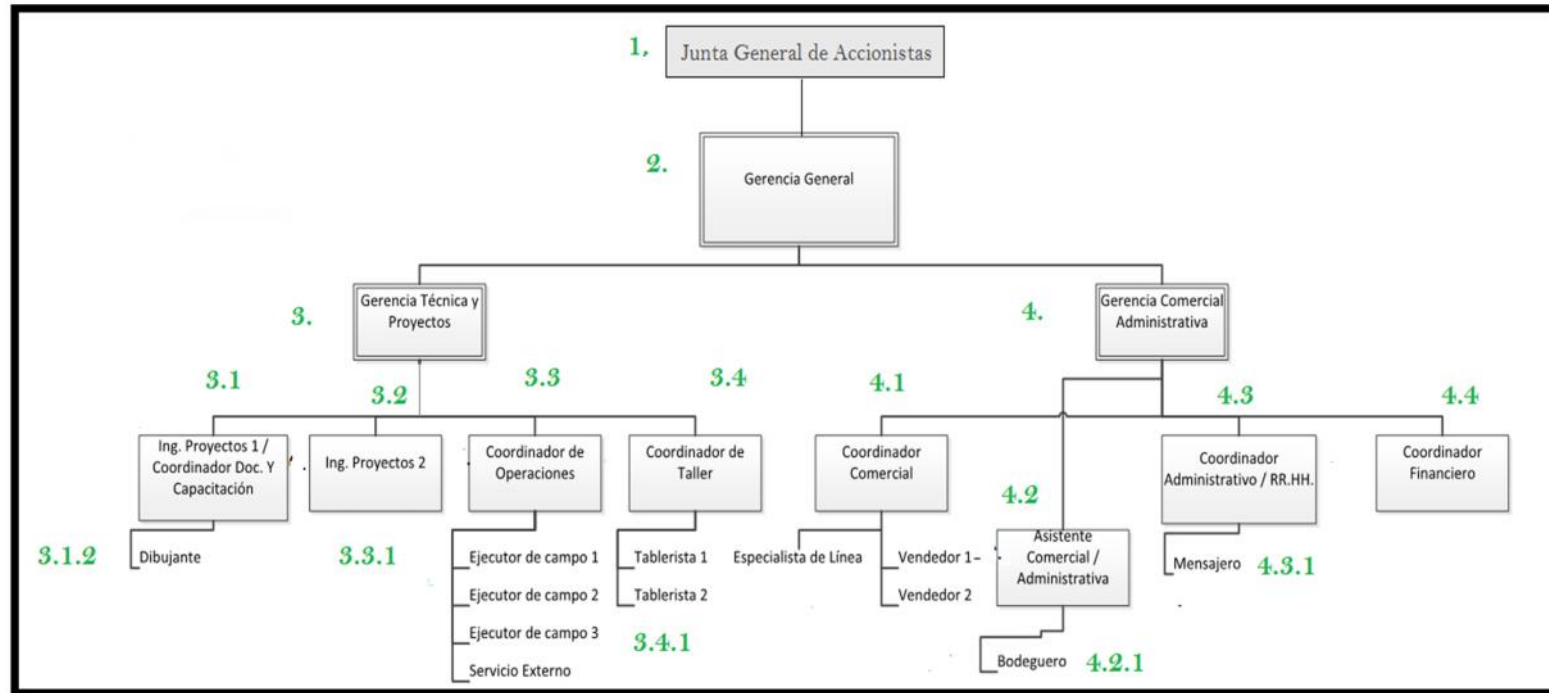 1, Junta General de Accionistas
2. Gerencia General
3. Gerencia Técnica y
Proyectos
4. Gerencia Comercial
Administrativa
3.1
3.2
3.3
3.4
4.1
4.3
4.4
Ing. Proyectos 1 /
Coordinador Doc. Y
Capacitación
Ing. Proyectos 2
Coordinador de
Operaciones
Coordinador de
Taller
Coordinador
Comercial
4.2
Asistente
Comercial /
Administrativa
Coordinador
Administrativo / RR.HH.
Coordinador
Financiero
3.1.2 Dibujante
3.3.1 Ejecutor de campo 1
Ejecutor de campo 2
Ejecutor de campo 3
Servicio Externo
Tablerista 1
Tablerista 2
3.4.1
Especialista de Línea
Vendedor 1
Vendedor 2
Bodeguero 4.2.1
Mensajero 4.3.1